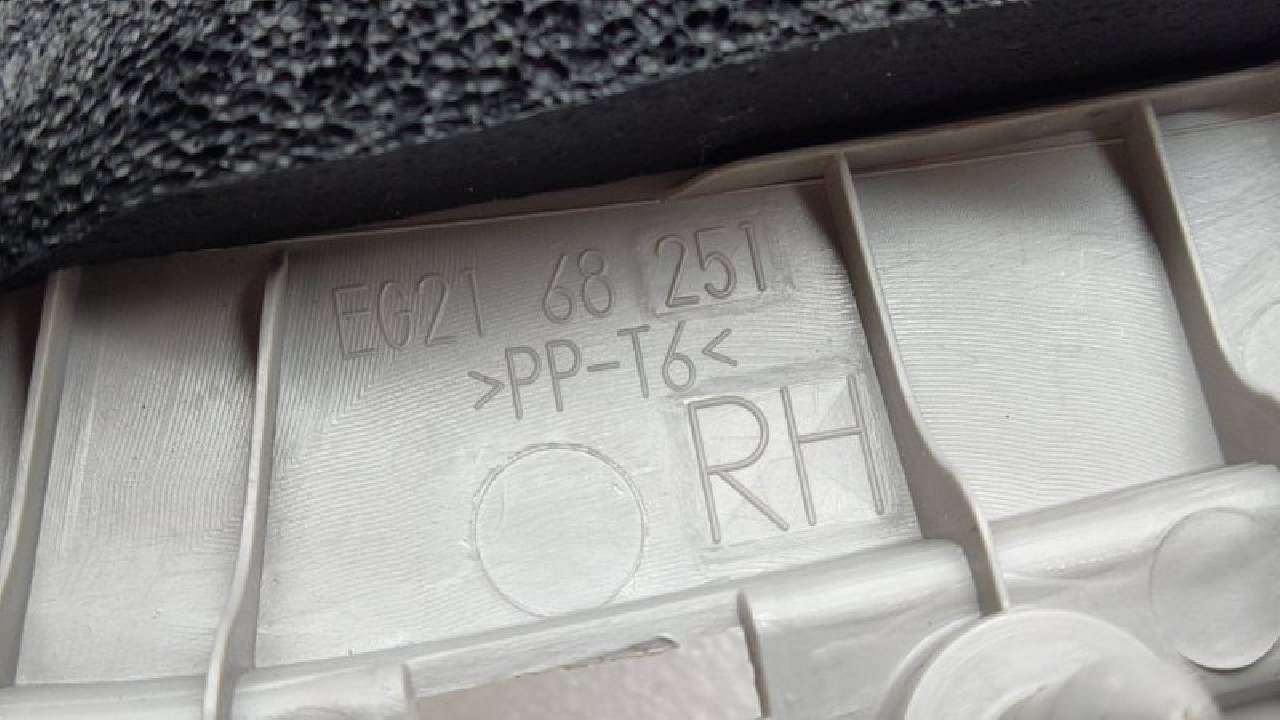 EG21 68 251
>PP-T6<
RH